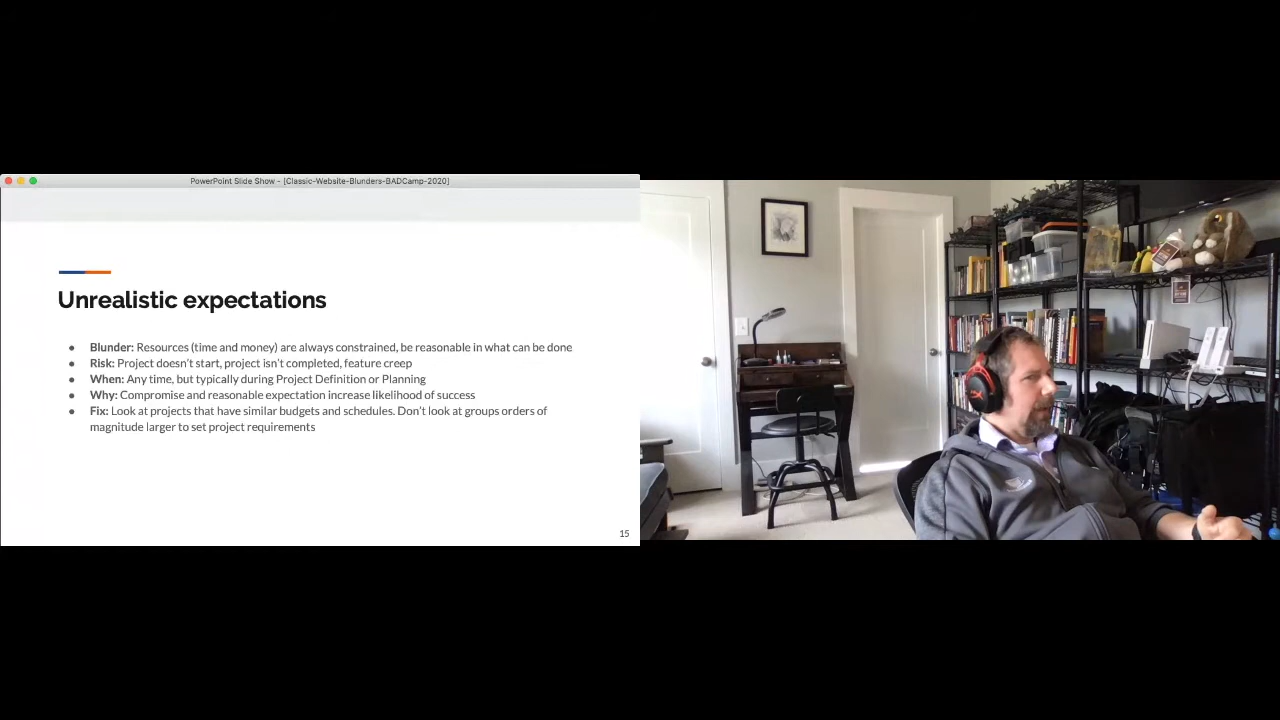 PowerPoint Slide Show - [Classic-Website-Blunders-BADCamp-2020]
Unrealistic expectations
● Blunder: Resources (time and money) are always constrained, be reasonable in what can be done
● Risk: Project doesn't start, project isn't completed, feature creep
● When: Any time, but typically during Project Definition or Planning
● Why: Compromise and reasonable expectation increase likelihood of success
● Fix: Look at projects that have similar budgets and schedules. Don't look at groups orders of
magnitude larger to set project requirements
15